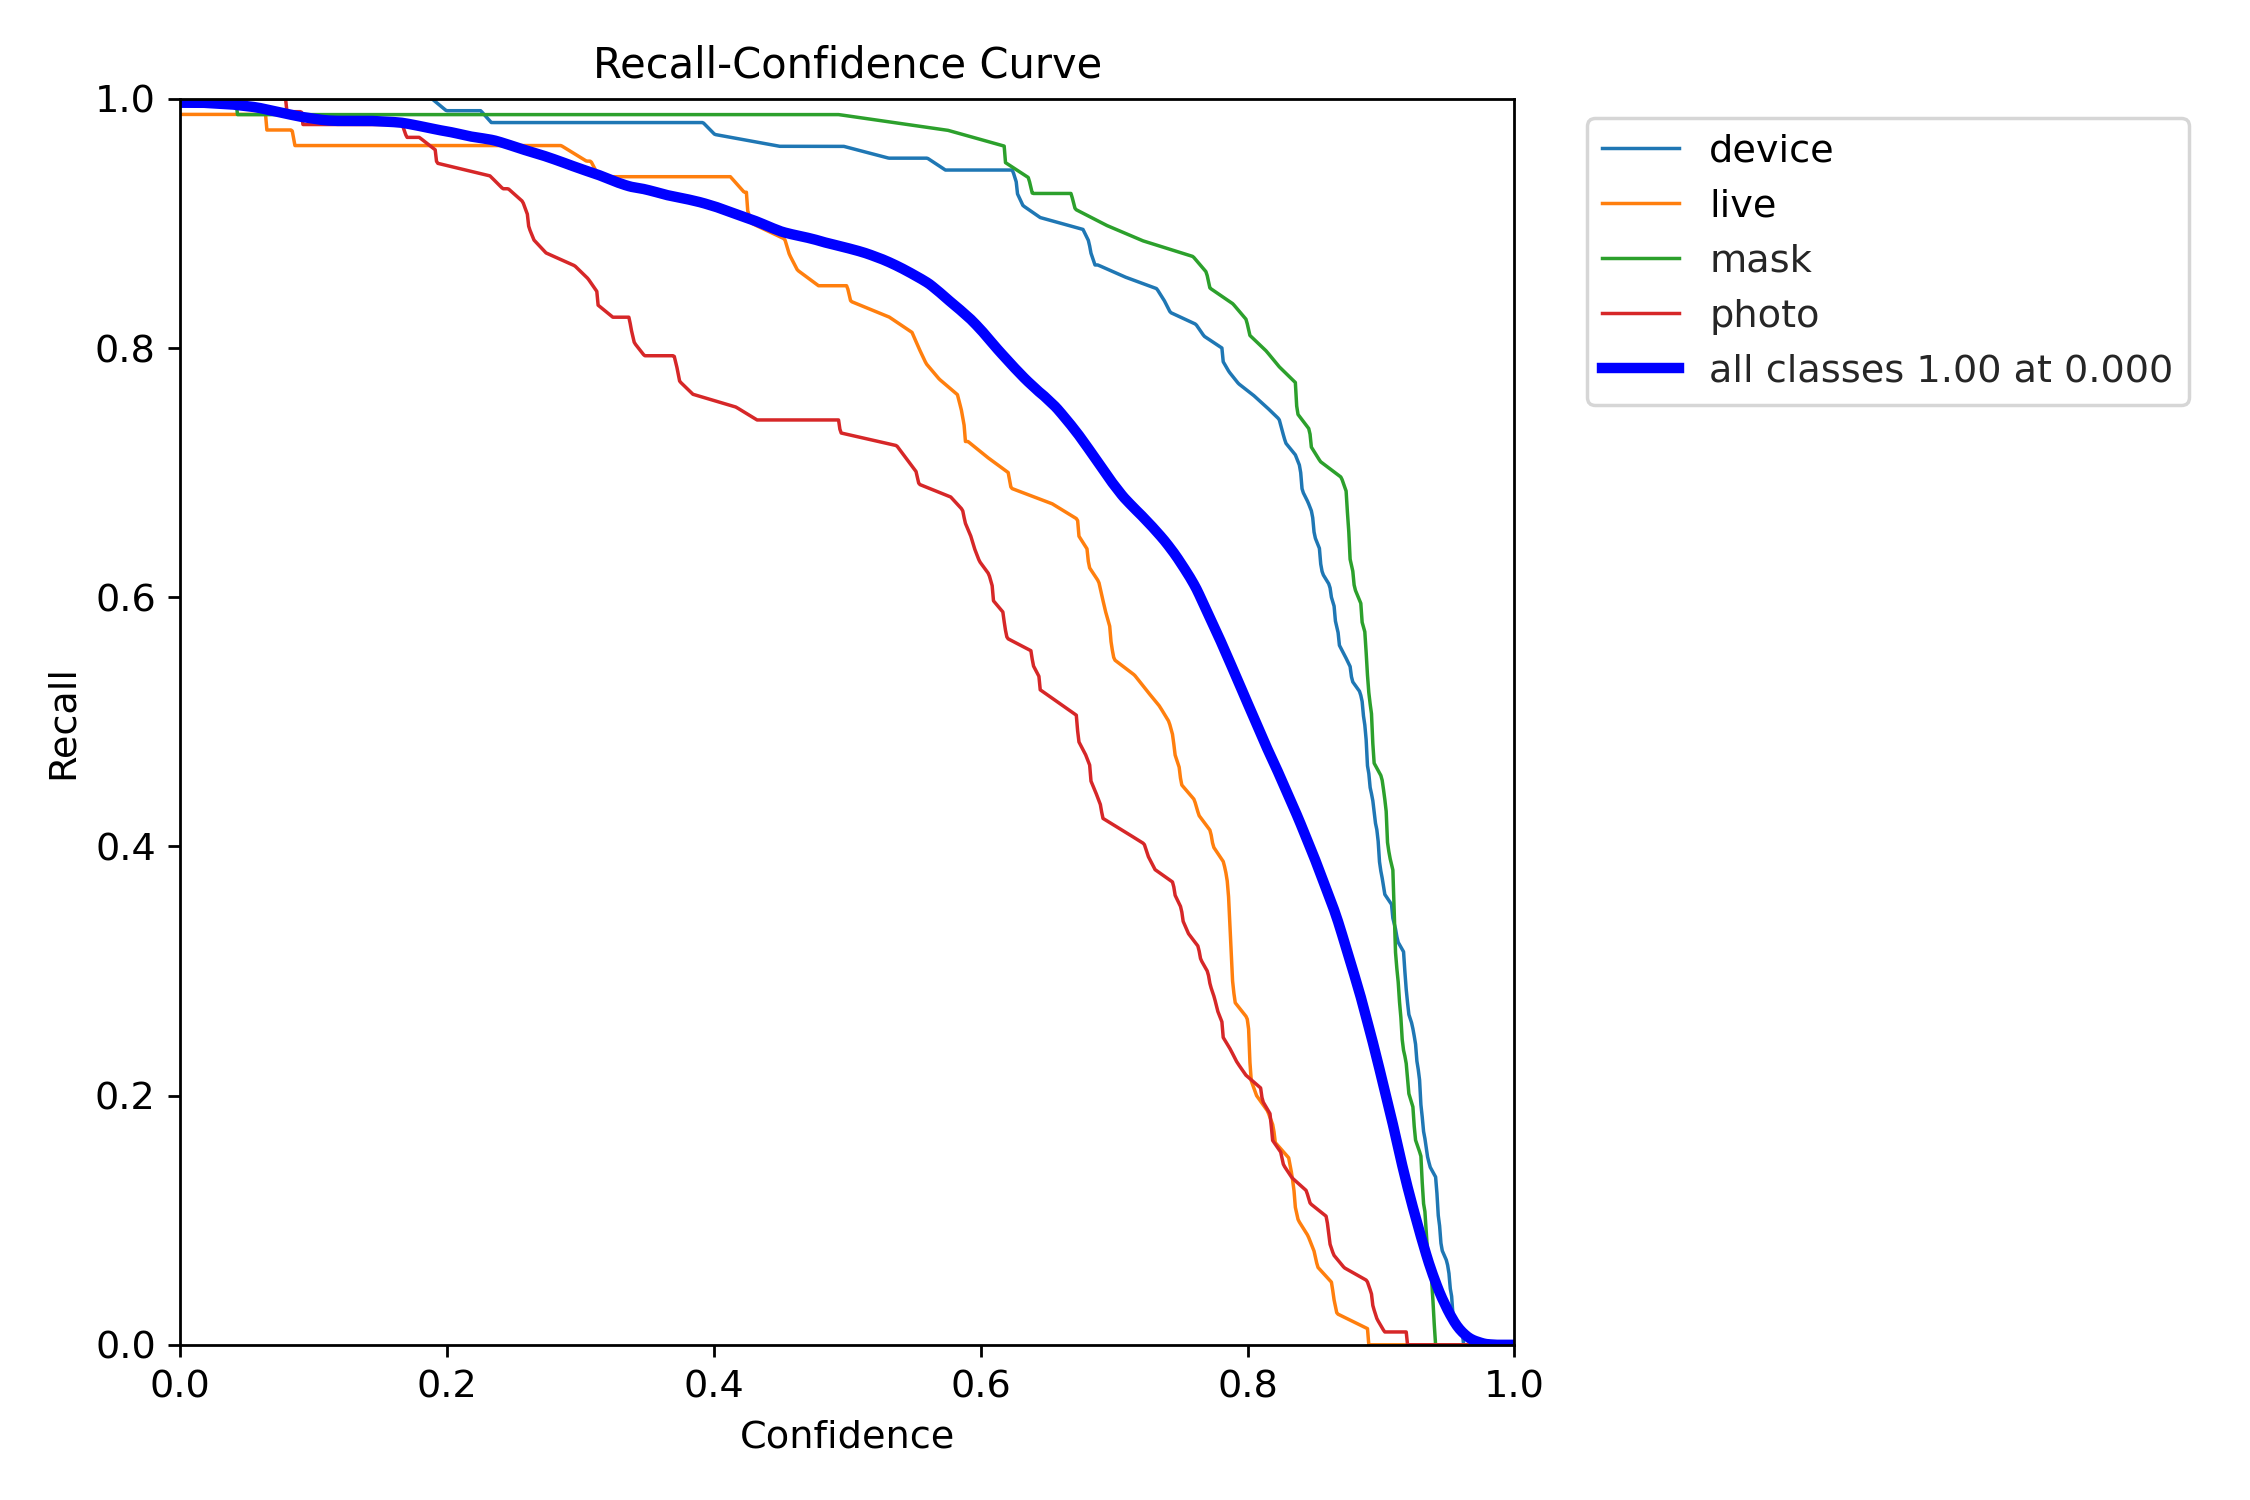 Recall-Confidence Curve
1.0
0.8
0.6
0.4
0.2
0.0
Recall
0.0 0.2 0.4 0.6 0.8 1.0
Confidence
device
live
mask
photo
all classes 1.00 at 0.000